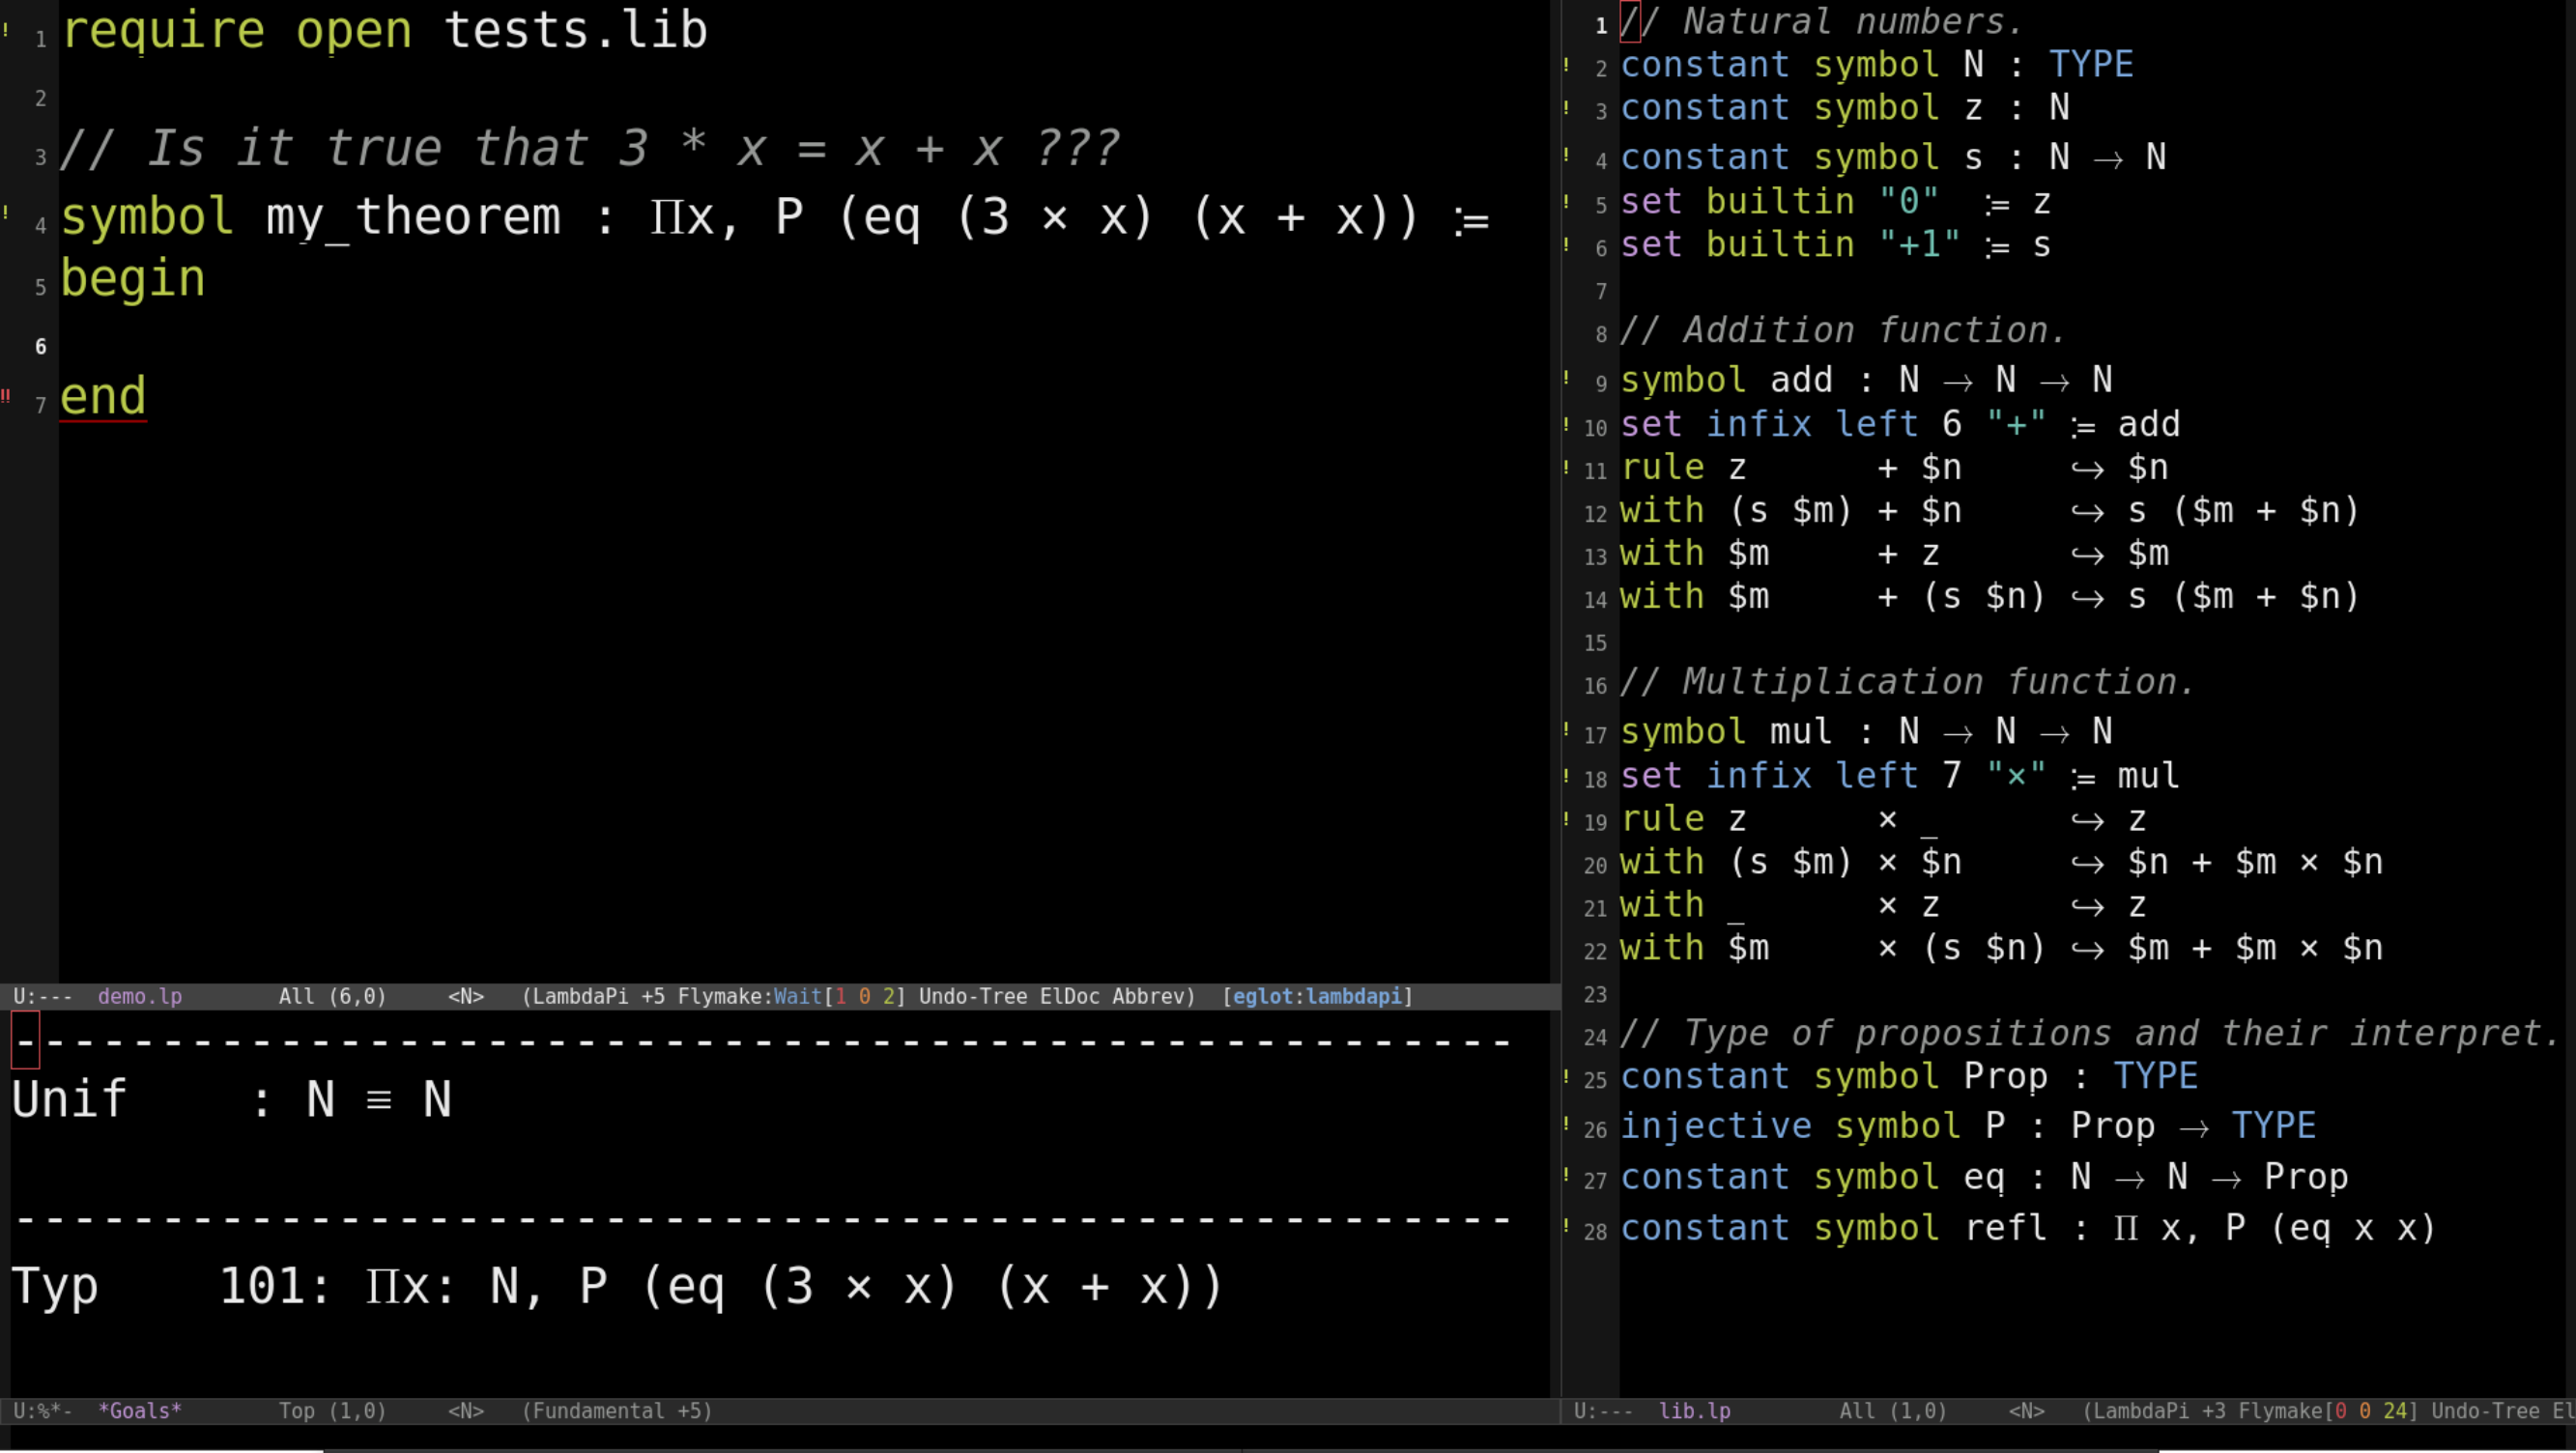 1 require open tests.lib
2
3 // Is it true that 3 * x = x + x ???
4 symbol my_theorem : Πx, P (eq (3 × x) (x + x)) ≔
5 begin
6
7 end
U:--- demo.lp All (6,0) <N> (LambdaPi +5 Flymake:Wait[1 0 2] Undo-Tree ElDoc Abbrev) [eglot:lambdapi]
----------------------------------------------------
Unif : N ≡ N
----------------------------------------------------
Typ 101: Πx: N, P (eq (3 × x) (x + x))
U:%*- *Goals* Top (1,0) <N> (Fundamental +5)
1 // Natural numbers.
2 constant symbol N : TYPE
3 constant symbol z : N
4 constant symbol s : N → N
5 set builtin "0" ≔ z
6 set builtin "+1" ≔ s
7
8 // Addition function.
9 symbol add : N → N → N
10 set infix left 6 "+" ≔ add
11 rule z + $n ↪ $n
12 with (s $m) + $n ↪ s ($m + $n)
13 with $m + z ↪ $m
14 with $m + (s $n) ↪ s ($m + $n)
15
16 // Multiplication function.
17 symbol mul : N → N → N
18 set infix left 7 "×" ≔ mul
19 rule z × _ ↪ z
20 with (s $m) × $n ↪ $n + $m × $n
21 with _ × z ↪ z
22 with $m × (s $n) ↪ $m + $m × $n
23
24 // Type of propositions and their interpret.
25 constant symbol Prop : TYPE
26 injective symbol P : Prop → TYPE
27 constant symbol eq : N → N → Prop
28 constant symbol refl : Π x, P (eq x x)
U:--- lib.lp All (1,0) <N> (LambdaPi +3 Flymake[0 0 24] Undo-Tree El